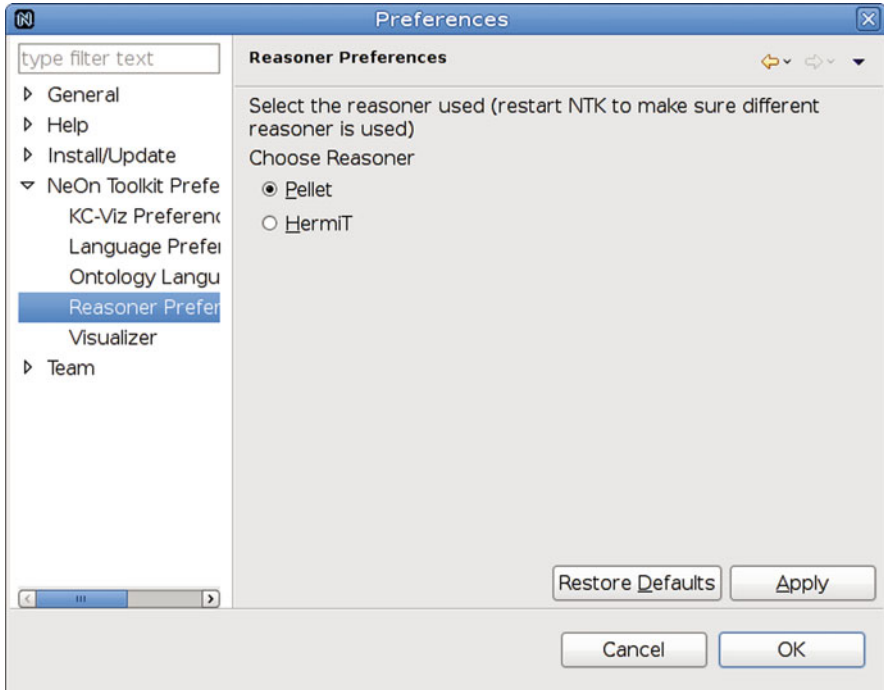 Preferences
type filter text
General
Help
Install/Update
NeOn Toolkit Prefe
KC-Viz Preferenc
Language Prefer
Ontology Langu
Reasoner Prefer
Visualizer
Team
Reasoner Preferences
Select the reasoner used (restart NTK to make sure different
reasoner is used)
Choose Reasoner
Pellet
HermiT
Restore Defaults
Apply
Cancel
OK